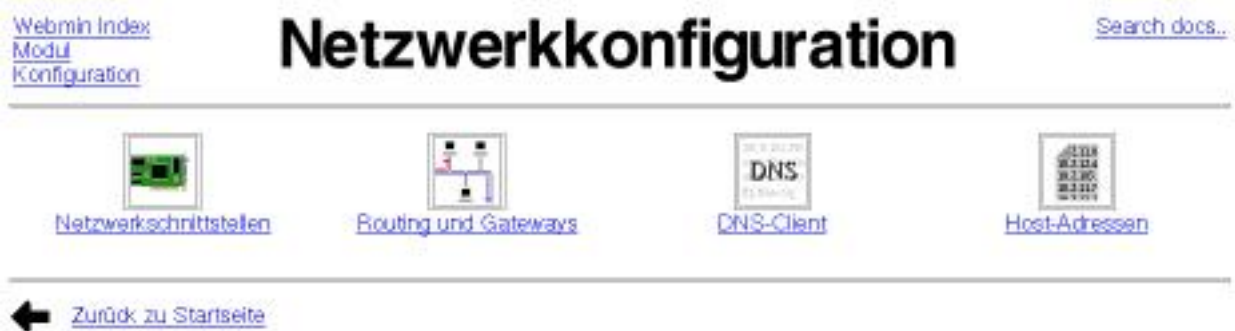 Webmin Index
Modul
Konfiguration
Netzwerkkonfiguration
Search docs..
DNS
Netzwerkschnittstellen
Routing und Gateways
DNS-Client
Host-Adressen
Zurück zu Startseite